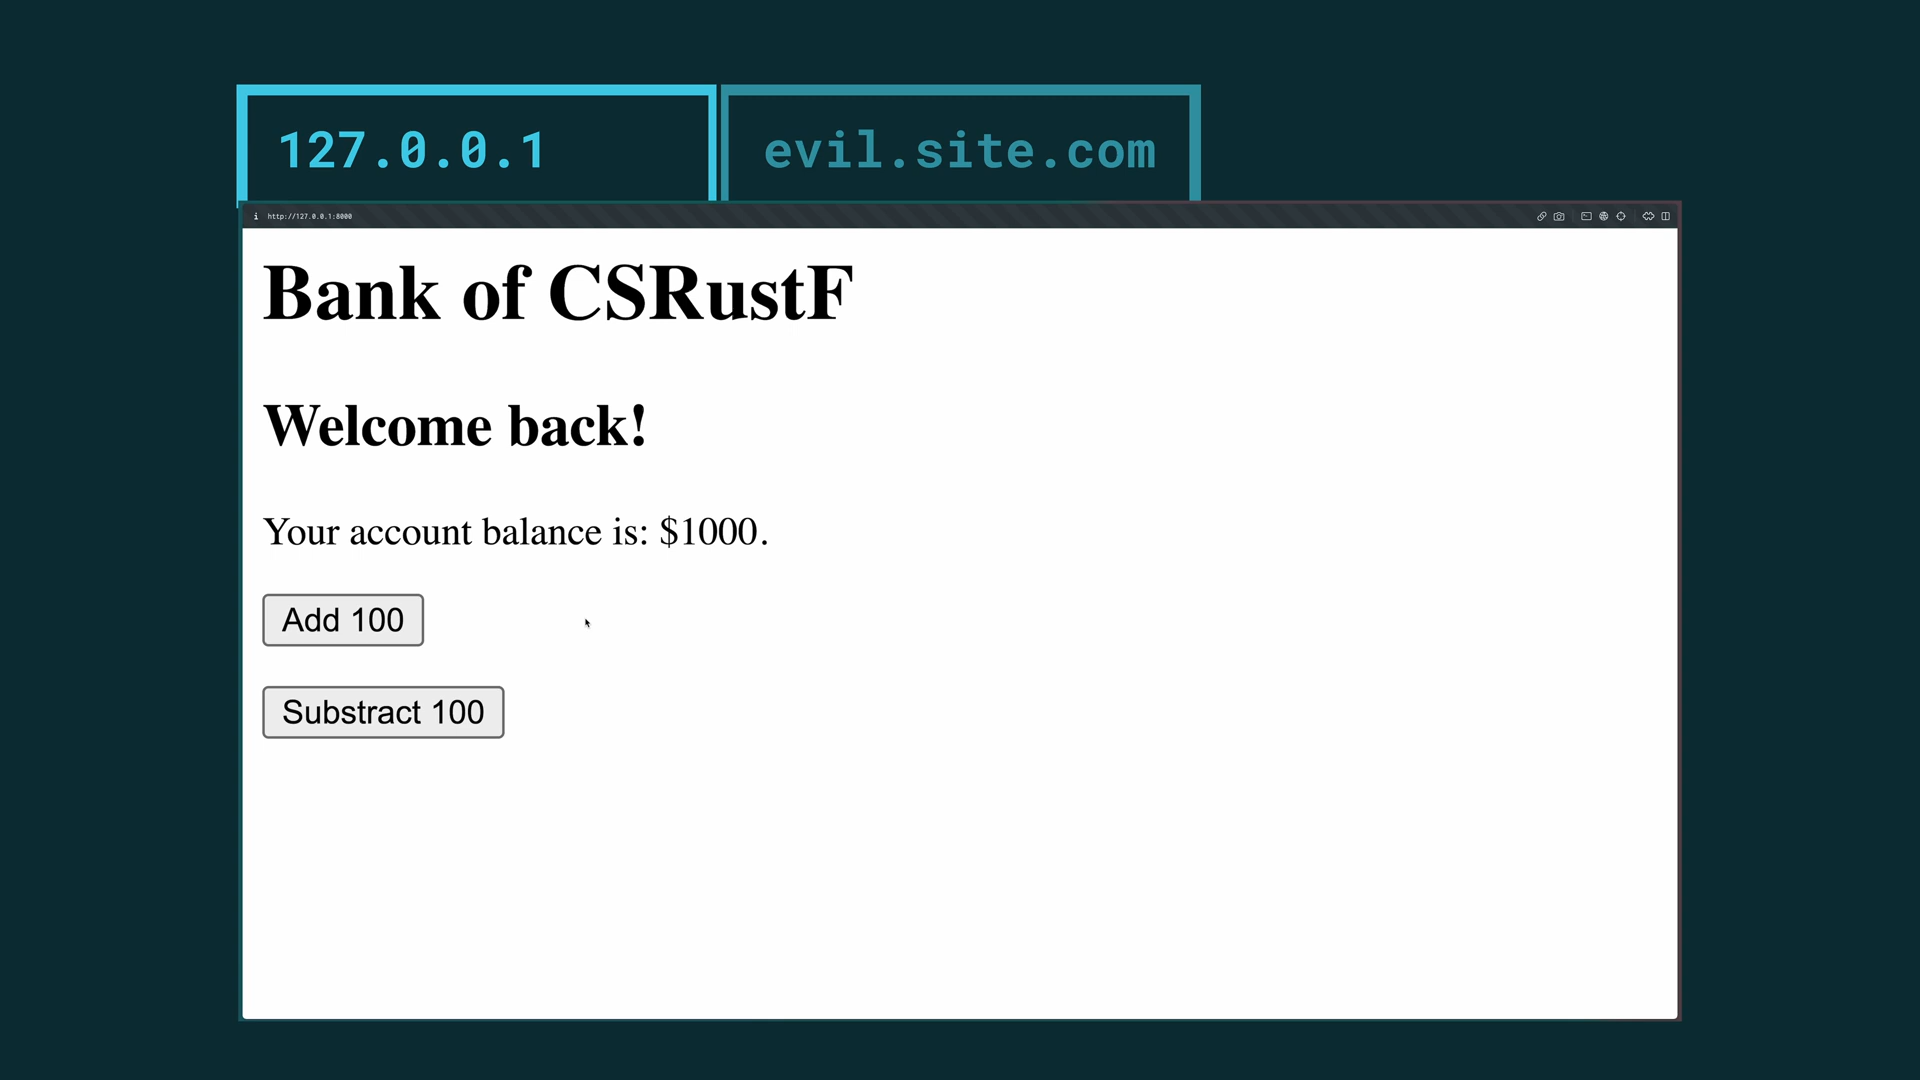 127.0.0.1
evil.site.com
i http://127.0.0.1:8000
Bank of CSRustF
Welcome back!
Your account balance is: $1000.
Add 100
Substract 100